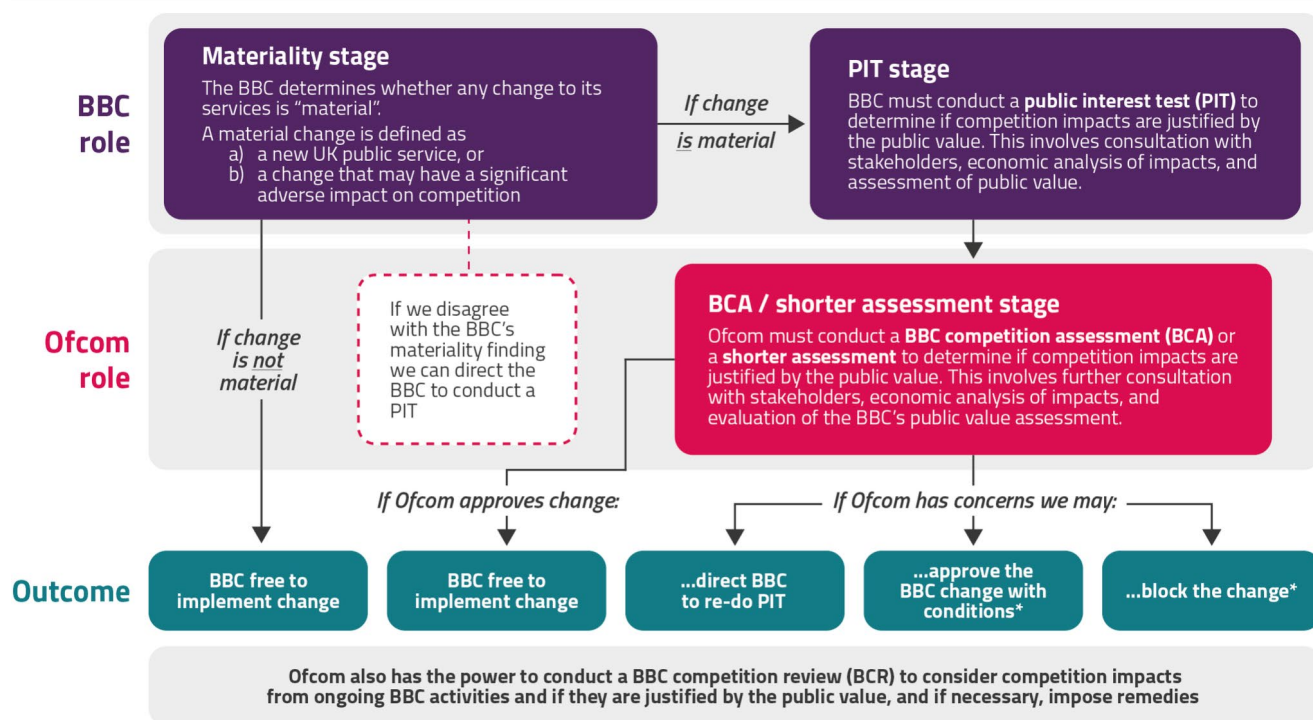 BBC
role
Materiality stage
The BBC determines whether any change to its
services is “material”.
A material change is defined as
a) a new UK public service, or
b) a change that may have a significant
adverse impact on competition
If change
is material
PIT stage
BBC must conduct a public interest test (PIT) to
determine if competition impacts are justified by
the public value. This involves consultation with
stakeholders, economic analysis of impacts, and
assessment of public value.
Ofcom
role
If change
is not
material
If we disagree
with the BBC’s
materiality finding
we can direct the
BBC to conduct a
PIT
BCA / shorter assessment stage
Ofcom must conduct a BBC competition assessment (BCA) or
a shorter assessment to determine if competition impacts are
justified by the public value. This involves further consultation
with stakeholders, economic analysis of impacts, and
evaluation of the BBC’s public value assessment.
If Ofcom approves change:
If Ofcom has concerns we may:
Outcome
BBC free to
implement change
BBC free to
implement change
...direct BBC
to re-do PIT
...approve the
BBC change with
conditions*
...block the change*
Ofcom also has the power to conduct a BBC competition review (BCR) to consider competition impacts
from ongoing BBC activities and if they are justified by the public value, and if necessary, impose remedies